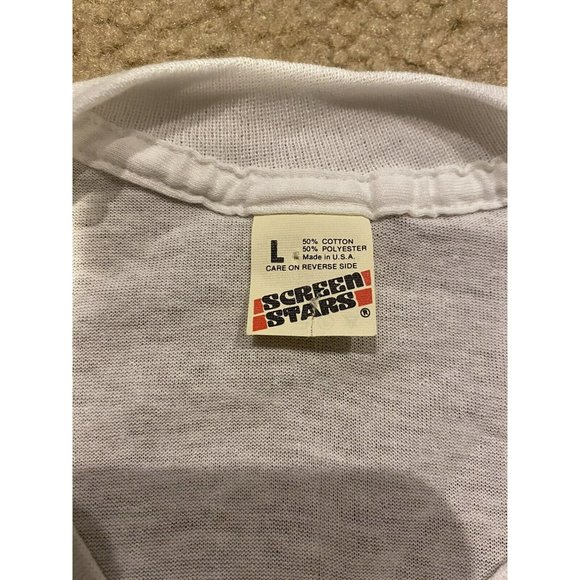 L 50% COTTON
50% POLYESTER
Made in U.S.A.
CARE ON REVERSE SIDE
SCREEN
STARS ®